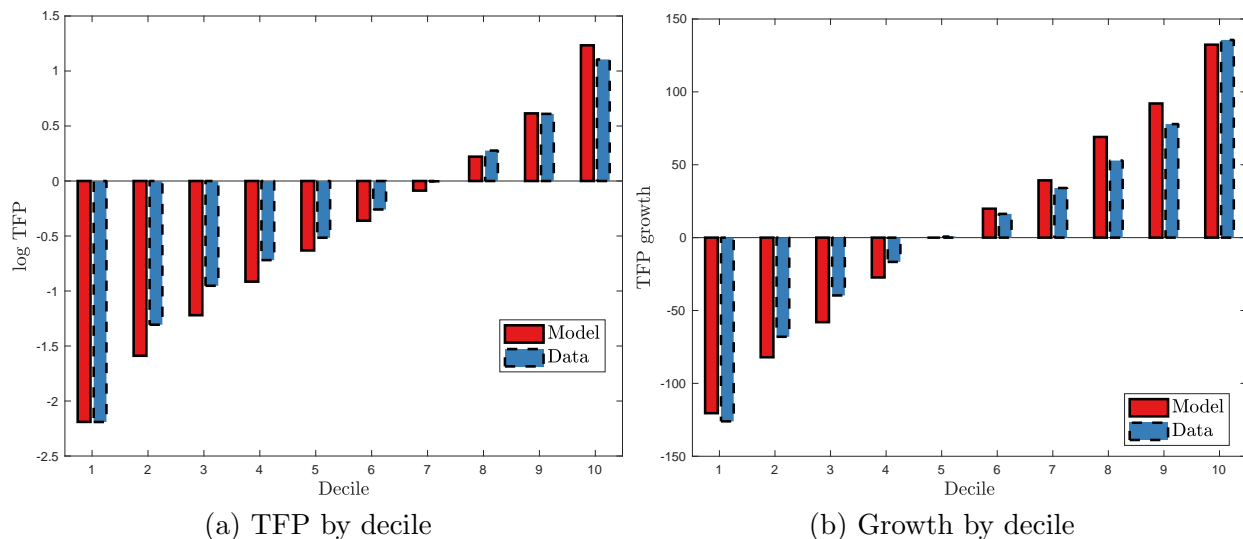 1.5
1
0.5
0
-0.5
-1
-1.5
-2
-2.5
log TFP
1 2 3 4 5 6 7 8 9 10
Decile
Model
Data
(a) TFP by decile
150
100
50
0
-50
-100
-150
TFP growth
1 2 3 4 5 6 7 8 9 10
Decile
Model
Data
(b) Growth by decile